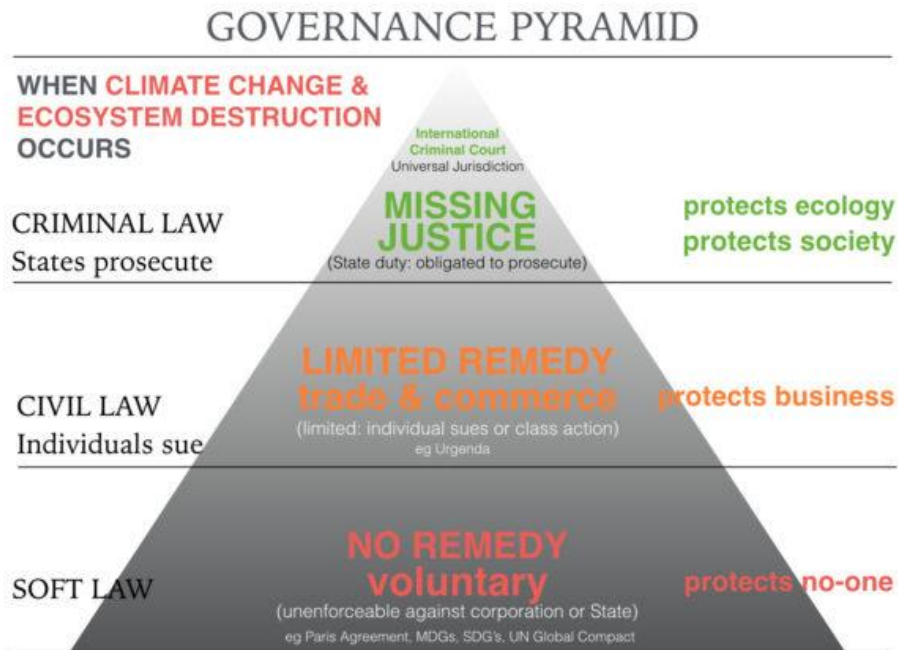 GOVERNANCE PYRAMID
WHEN CLIMATE CHANGE &
ECOSYSTEM DESTRUCTION
OCCURS
International
Criminal Court
Universal Jurisdiction
CRIMINAL LAW
States prosecute
MISSING
JUSTICE
(State duty: obligated to prosecute)
protects ecology
protects society
CIVIL LAW
Individuals sue
LIMITED REMEDY
trade & commerce
(limited: individual sues or class action)
eg Urgenda
protects business
SOFT LAW
NO REMEDY
voluntary
(unenforceable against corporation or State)
eg Paris Agreement, MDGs, SDG's, UN Global Compact
protects no-one